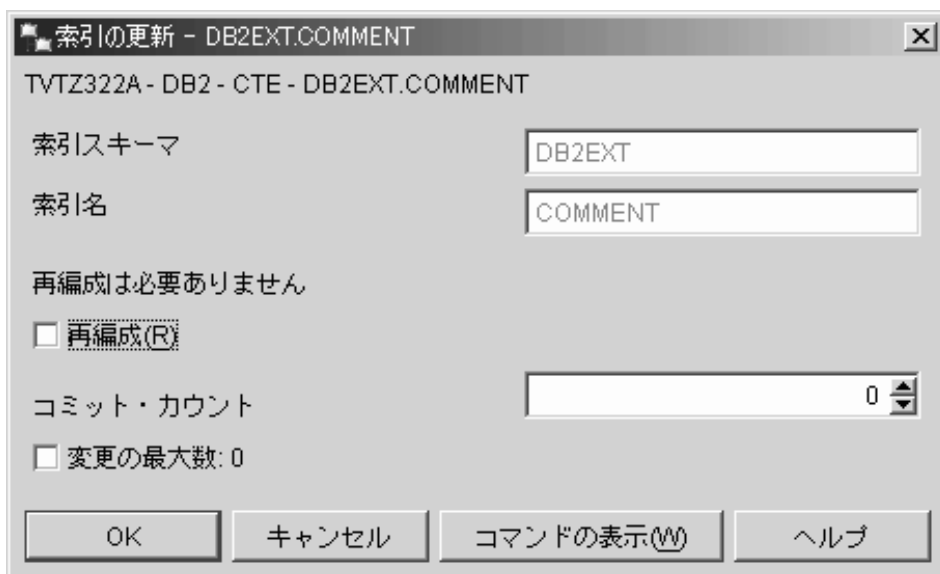 索引の更新 - DB2EXT.COMMENT
TVTZ322A - DB2 - CTE - DB2EXT.COMMENT
索引スキーマ DB2EXT
索引名 COMMENT
再編成は必要ありません
再編成(R)
コミット・カウント 0
変更の最大数: 0
OK キャンセル コマンドの表示(W) ヘルプ